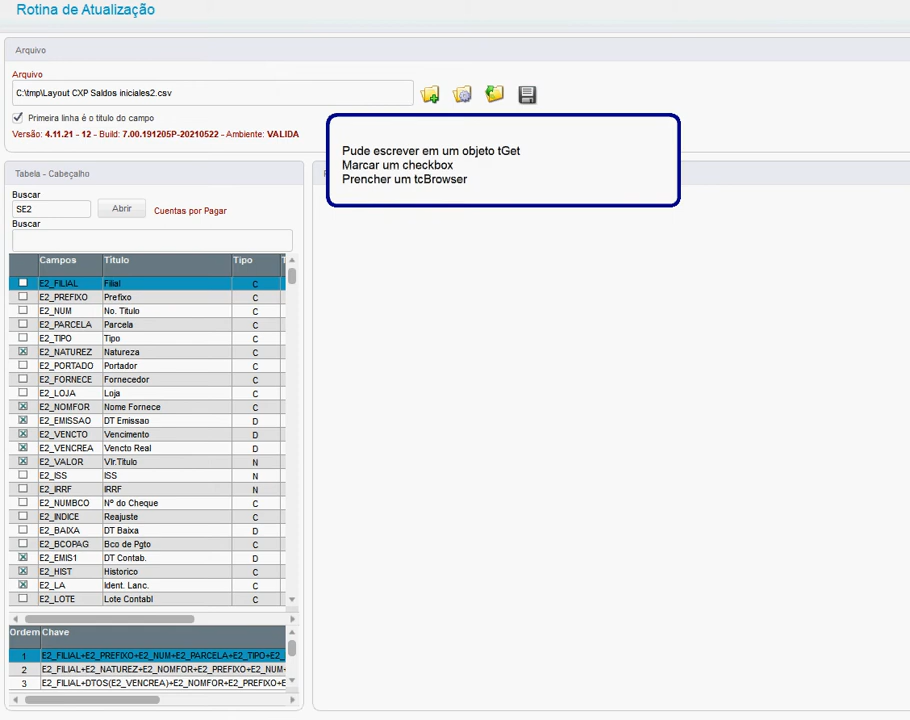 Rotina de Atualização
Arquivo
Arquivo
C:\tmp\Layout CXP Saldos iniciales2.csv
Primeira linha é o titulo do campo
Versão: 4.11.21 - 12 - Build: 7.00.191205P-20210522 - Ambiente: VALIDA
Pude escrever em um objeto tGet
Marcar um checkbox
Prencher um tcBrowser
Tabela - Cabeçalho
Buscar
SE2 Abrir Cuentas por Pagar
Buscar
Campos Título Tipo
E2_FILIAL Filial C
E2_PREFIXO Prefixo C
E2_NUM No. Titulo C
E2_PARCELA Parcela C
E2_TIPO Tipo C
E2_NATUREZ Natureza C
E2_PORTADO Portador C
E2_FORNECE Fornecedor C
E2_LOJA Loja C
E2_NOMFOR Nome Fornece C
E2_EMISSAO DT Emissao D
E2_VENCTO Vencimento D
E2_VENCREA Vencto Real D
E2_VALOR Vlr.Titulo N
E2_ISS ISS N
E2_IRRF IRRF N
E2_NUMBCO Nº do Cheque C
E2_INDICE Reajuste C
E2_BAIXA DT Baixa D
E2_BCOPAG Bco de Pgto C
E2_EMIS1 DT Contab. D
E2_HIST Historico C
E2_LA Ident. Lanc. C
E2_LOTE Lote Contabl C
Ordem Chave
1 E2_FILIAL+E2_PREFIXO+E2_NUM+E2_PARCELA+E2_TIPO+E2_
2 E2_FILIAL+E2_NATUREZ+E2_NOMFOR+E2_PREFIXO+E2_NUM+
3 E2_FILIAL+DTOS(E2_VENCREA)+E2_NOMFOR+E2_PREFIXO+E